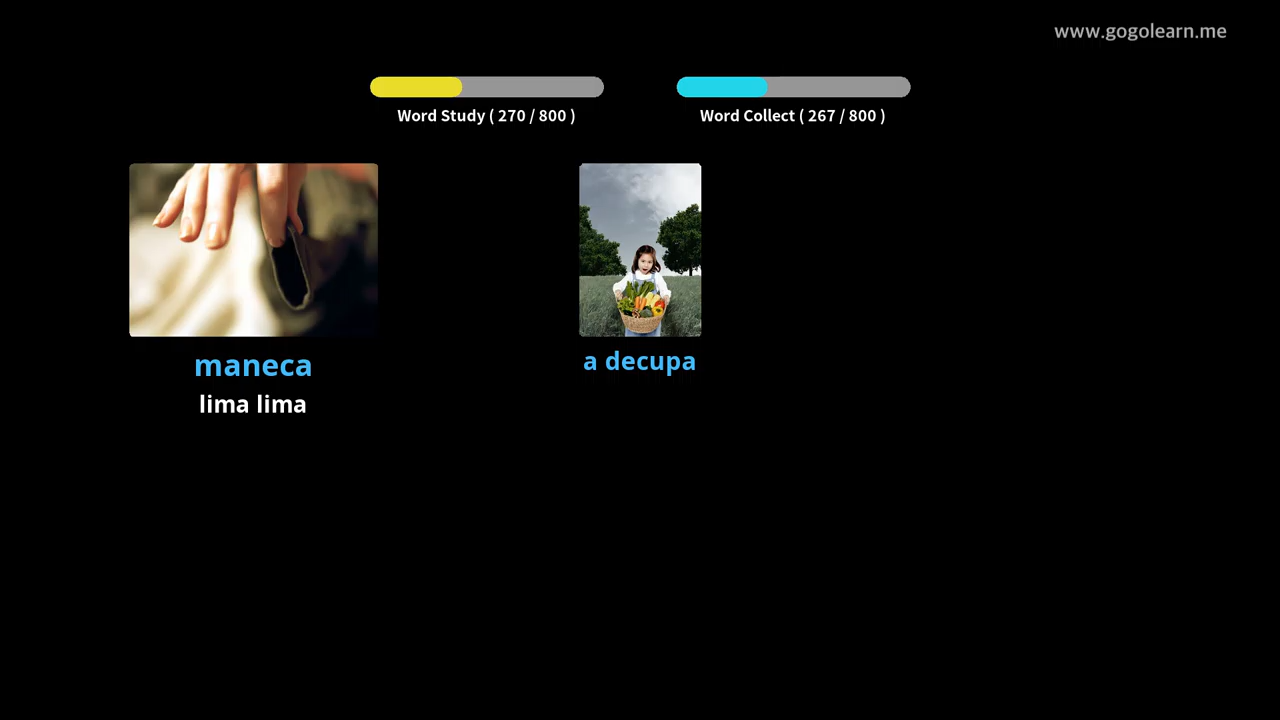 www.gogolearn.me
Word Study ( 270 / 800 )
Word Collect ( 267 / 800 )
maneca
lima lima
a decupa